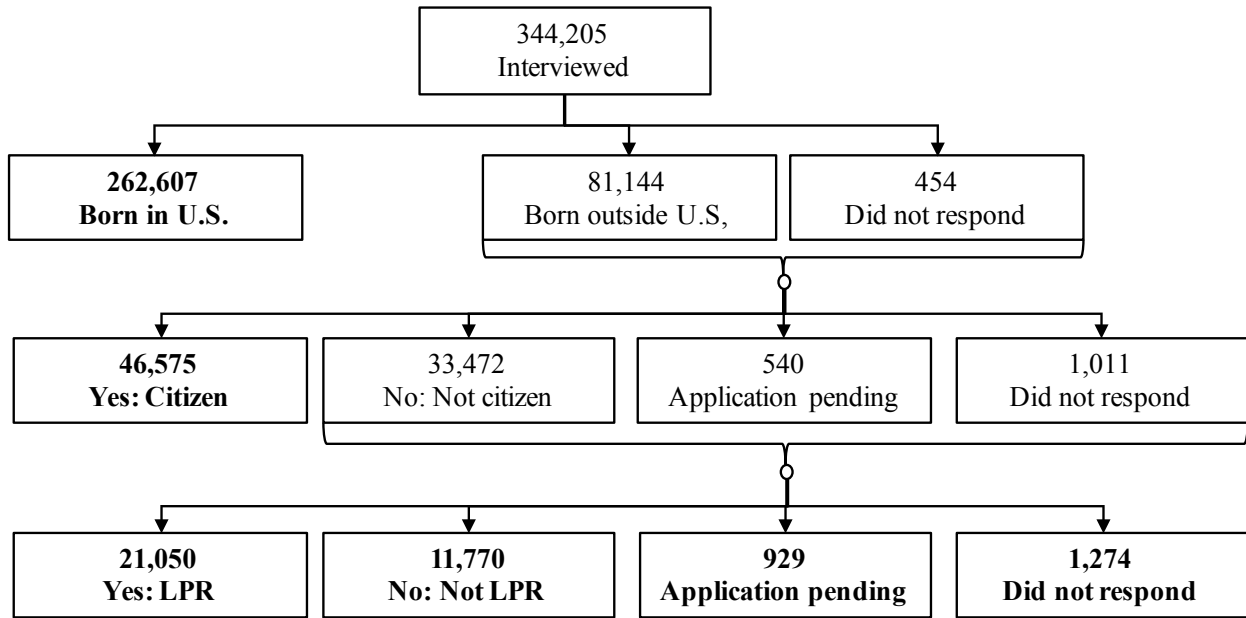 344,205
Interviewed
262,607
Born in U.S.
81,144
Born outside U.S,
454
Did not respond
46,575
Yes: Citizen
33,472
No: Not citizen
540
Application pending
1,011
Did not respond
21,050
Yes: LPR
11,770
No: Not LPR
929
Application pending
1,274
Did not respond